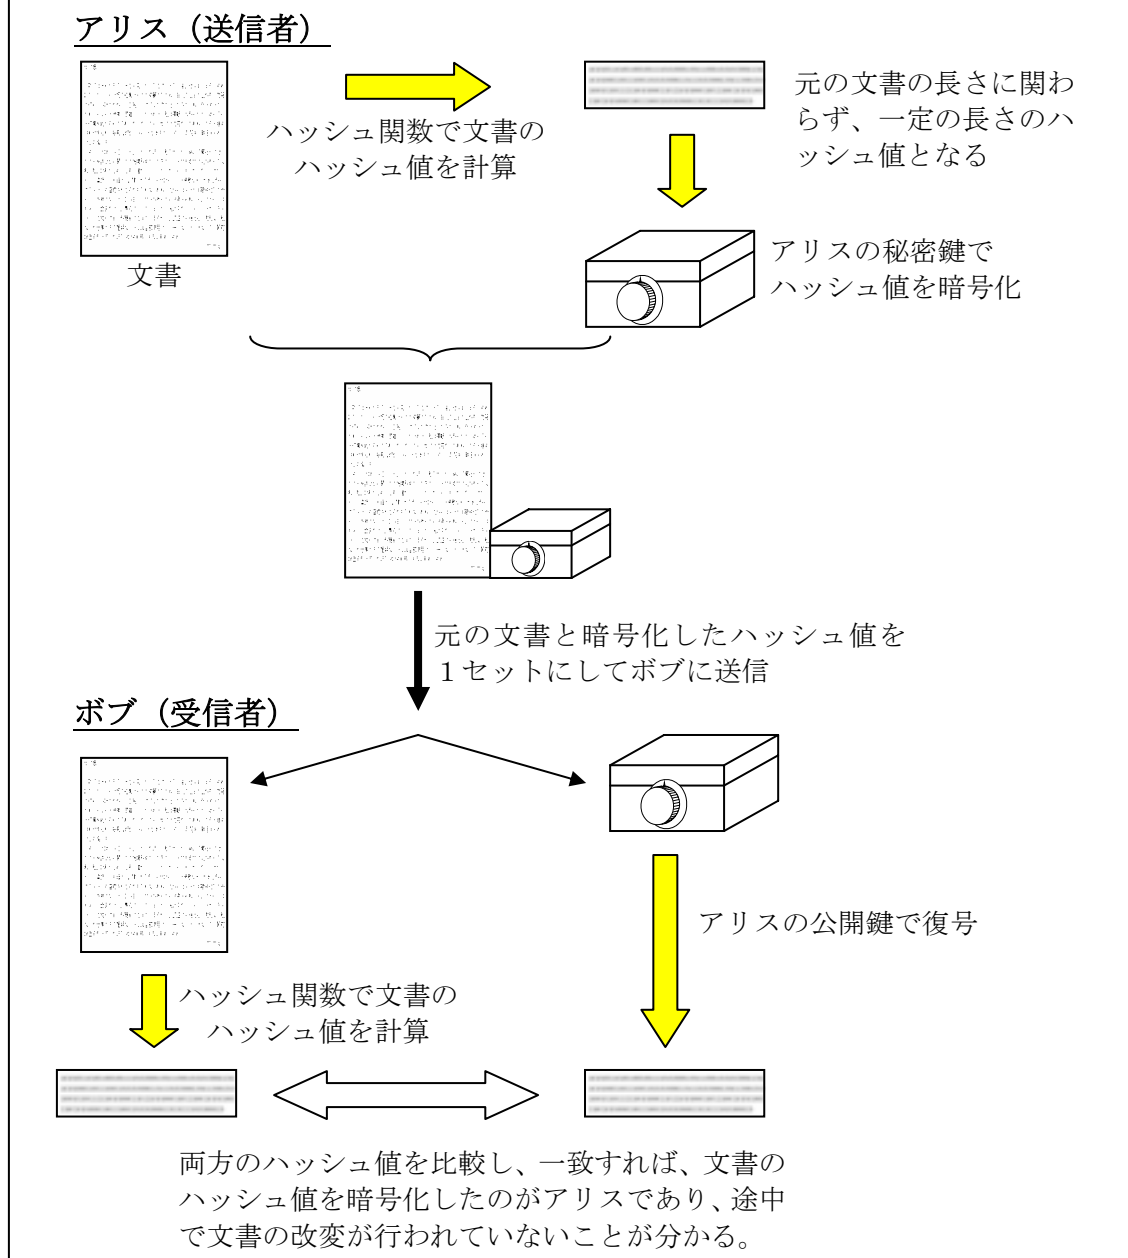 アリス（送信者）
ハッシュ関数で文書の
ハッシュ値を計算
元の文書の長さに関わ
らず、一定の長さのハ
ッシュ値となる
文書
アリスの秘密鍵で
ハッシュ値を暗号化
元の文書と暗号化したハッシュ値を
１セットにしてボブに送信
ボブ（受信者）
アリスの公開鍵で復号
ハッシュ関数で文書の
ハッシュ値を計算
両方のハッシュ値を比較し、一致すれば、文書の
ハッシュ値を暗号化したのがアリスであり、途中
で文書の改変が行われていないことが分かる。